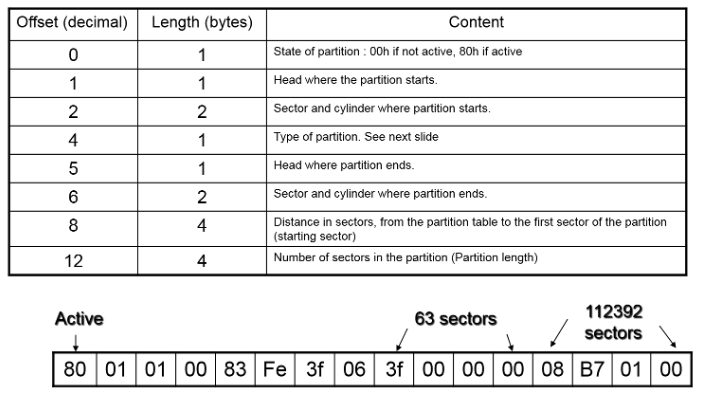 Offset (decimal) Length (bytes) Content
0 1 State of partition : 00h if not active, 80h if active
1 1 Head where the partition starts.
2 2 Sector and cylinder where partition starts.
4 1 Type of partition. See next slide
5 1 Head where partition ends.
6 2 Sector and cylinder where partition ends.
8 4 Distance in sectors, from the partition table to the first sector of the partition
(starting sector)
12 4 Number of sectors in the partition (Partition length)
Active 63 sectors 112392
sectors
80 01 01 00 83 Fe 3f 06 3f 00 00 00 08 B7 01 00